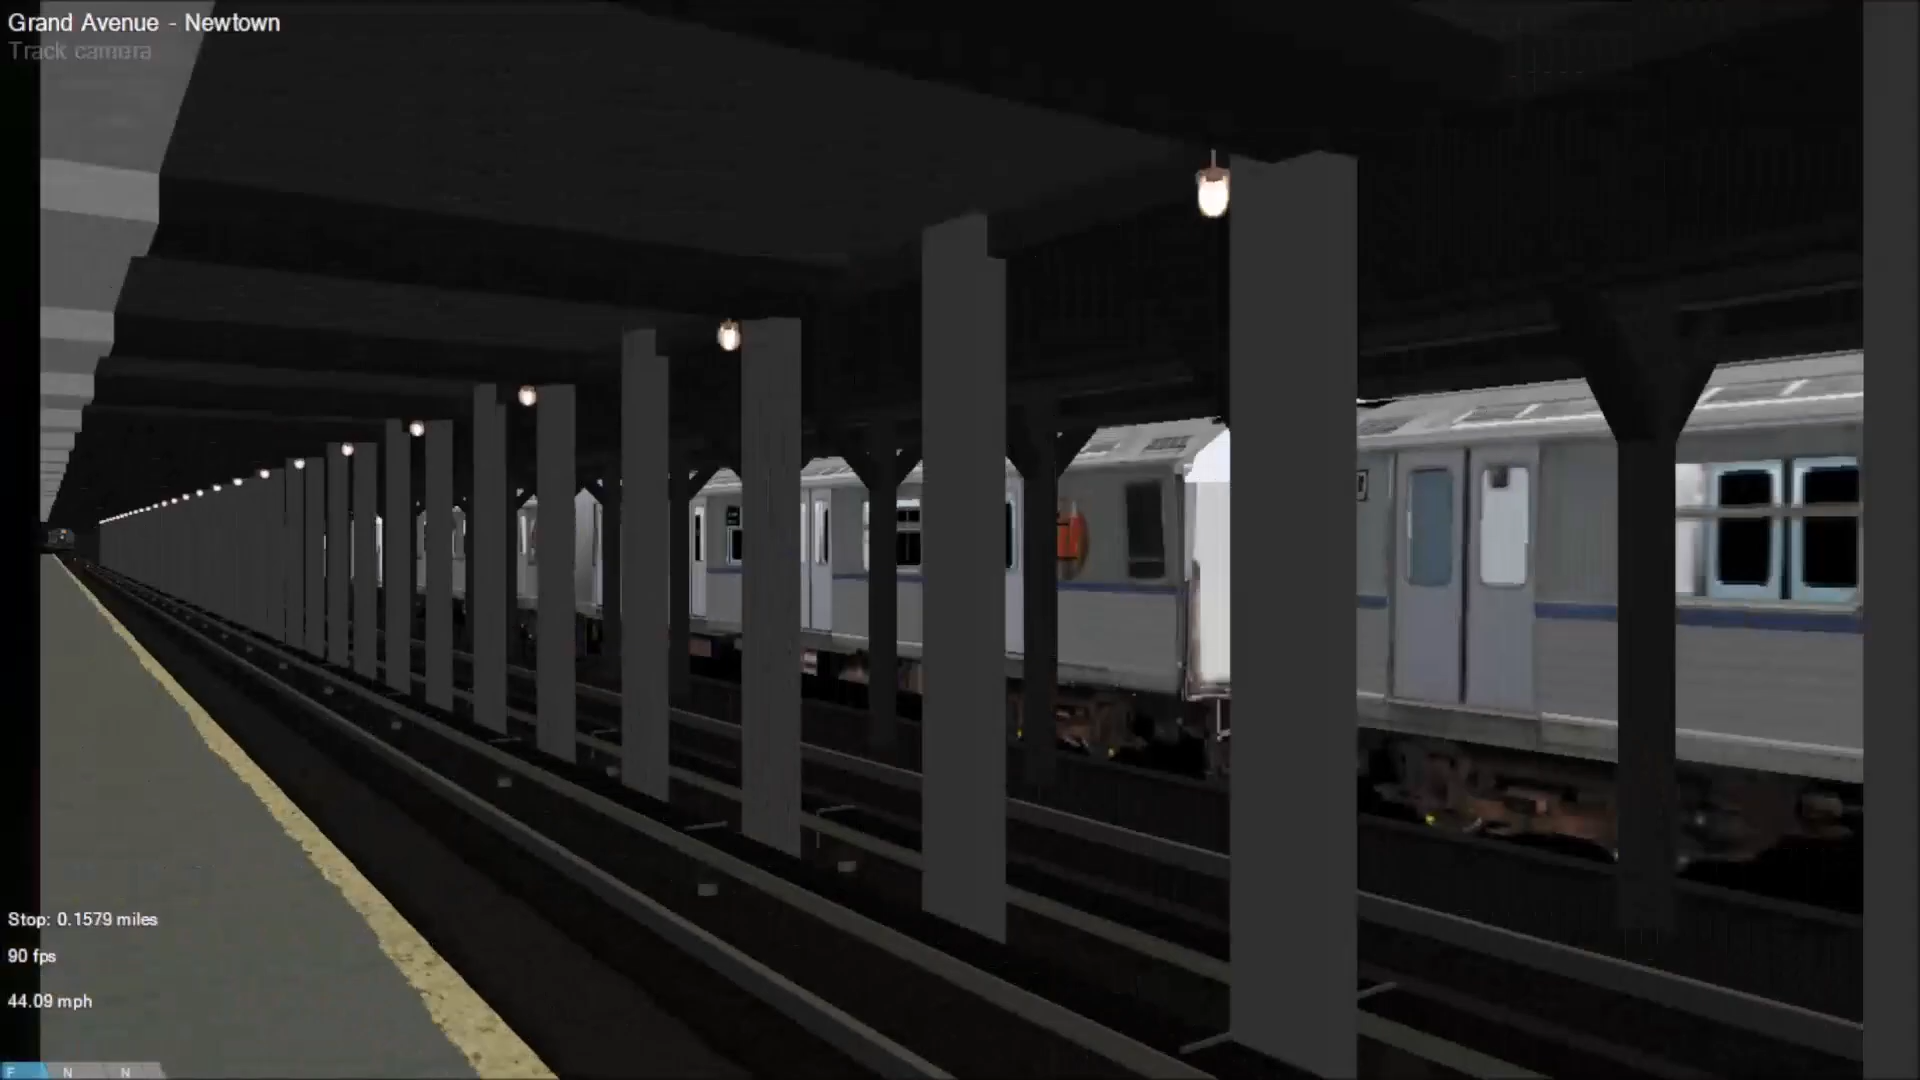 Grand Avenue - Newtown
Track camera
Stop: 0.1579 miles
90 fps
44.09 mph
F N N